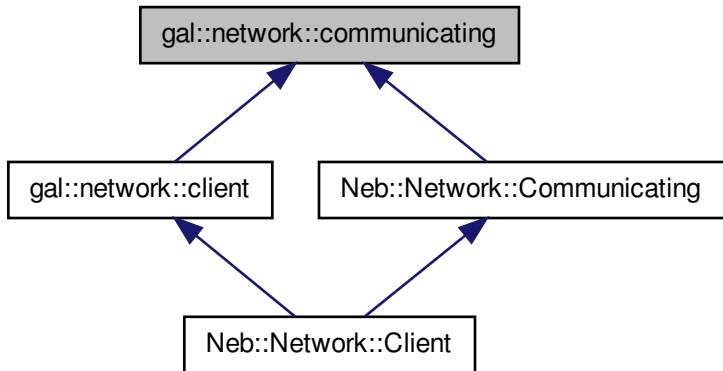 gal::network::communicating
gal::network::client
Neb::Network::Communicating
Neb::Network::Client